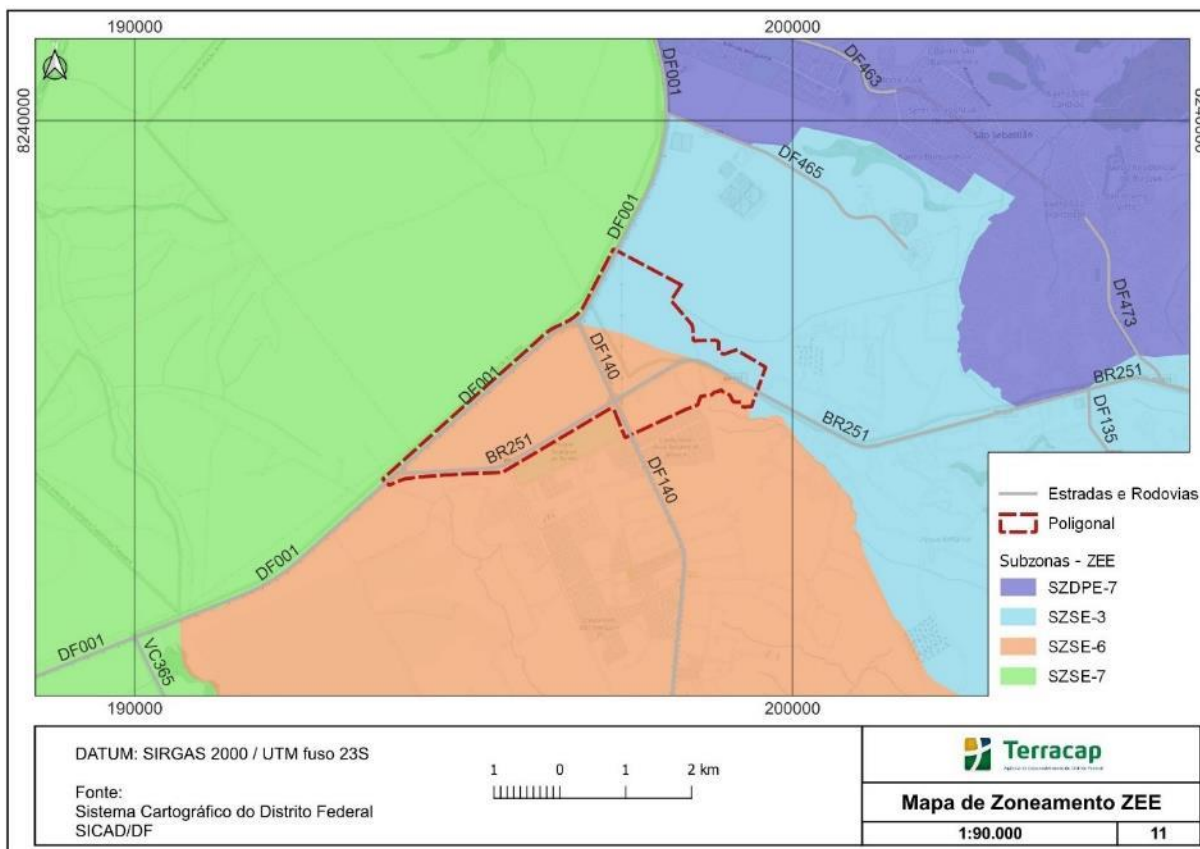 190000
200000
8240000
8240000
DF001
DF463
São Sebastião
DF465
DF001
DF473
DF140
DF001
BR251
BR251
BR251
DF135
DF140
DF001
DF001
VC365
Estradas e Rodovias
Poligonal
Subzonas - ZEE
SZDPE-7
SZSE-3
SZSE-6
SZSE-7
190000
200000
DATUM: SIRGAS 2000 / UTM fuso 23S
Fonte:
Sistema Cartográfico do Distrito Federal
SICAD/DF
1 0 1 2 km
Terracap
Mapa de Zoneamento ZEE
1:90.000
11